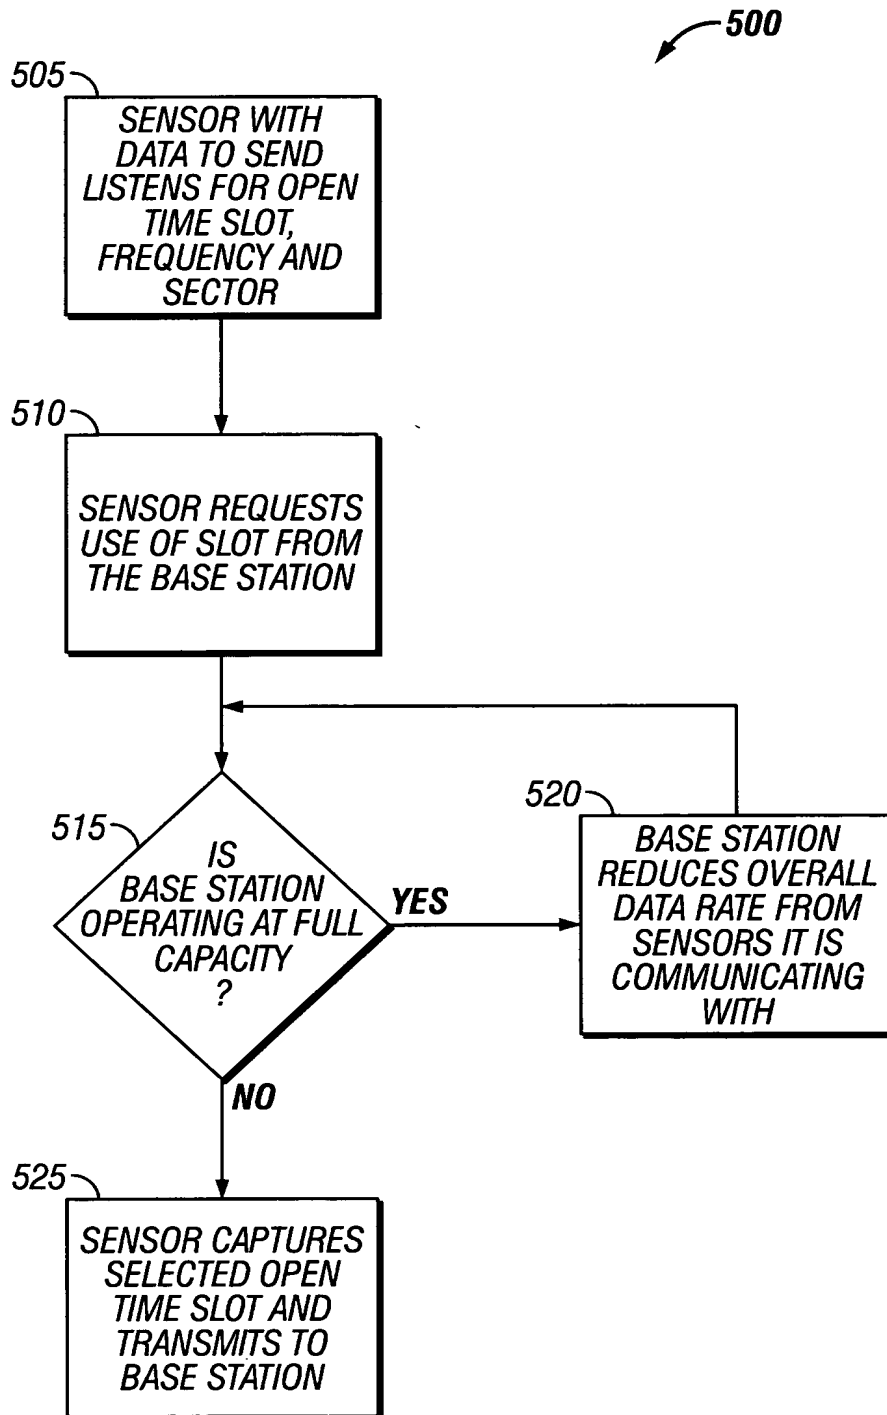 500
505
SENSOR WITH
DATA TO SEND
LISTENS FOR OPEN
TIME SLOT,
FREQUENCY AND
SECTOR
510
SENSOR REQUESTS
USE OF SLOT FROM
THE BASE STATION
515
IS
BASE STATION
OPERATING AT FULL
CAPACITY
?
YES
520
BASE STATION
REDUCES OVERALL
DATA RATE FROM
SENSORS IT IS
COMMUNICATING
WITH
NO
525
SENSOR CAPTURES
SELECTED OPEN
TIME SLOT AND
TRANSMITS TO
BASE STATION